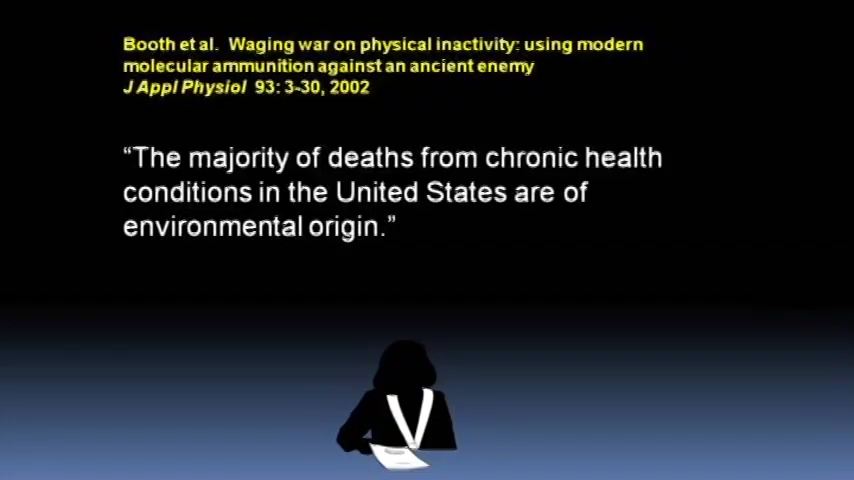 Booth et al.  Waging war on physical inactivity: using modern
molecular ammunition against an ancient enemy
J Appl Physiol  93: 3-30, 2002
“The majority of deaths from chronic health
conditions in the United States are of
environmental origin.”